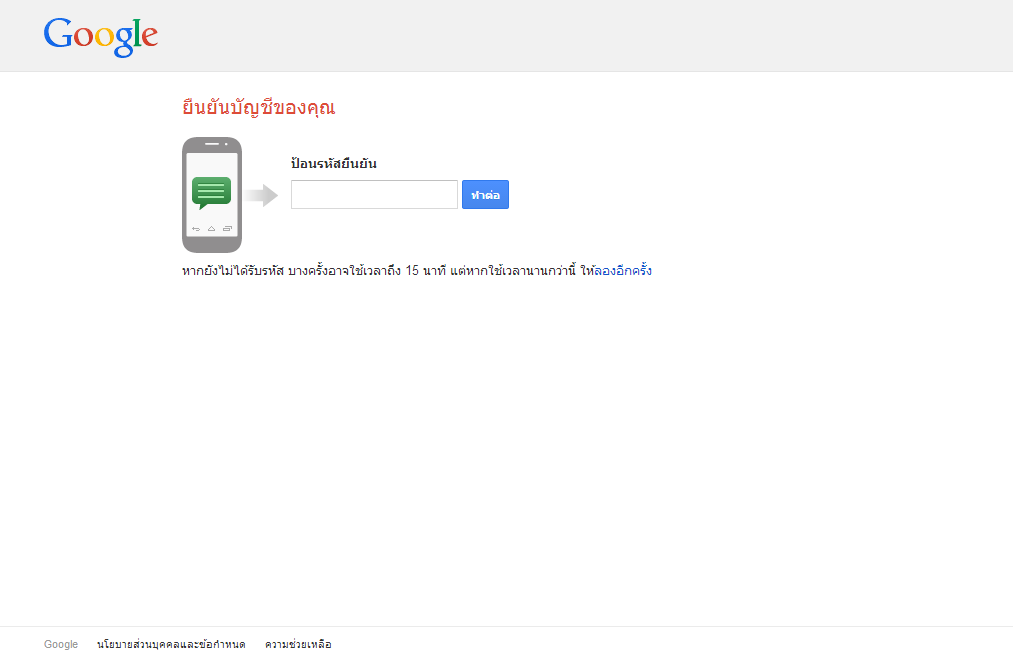 Google
ยืนยันบัญชีของคุณ
ป้อนรหัสยืนยัน
ทำต่อ
หากยังไม่ได้รับรหัส บางครั้งอาจใช้เวลาถึง 15 นาที แต่หากใช้เวลานานกว่านี้ ให้ลองอีกครั้ง
Google นโยบายส่วนบุคคลและข้อกำหนด ความช่วยเหลือ